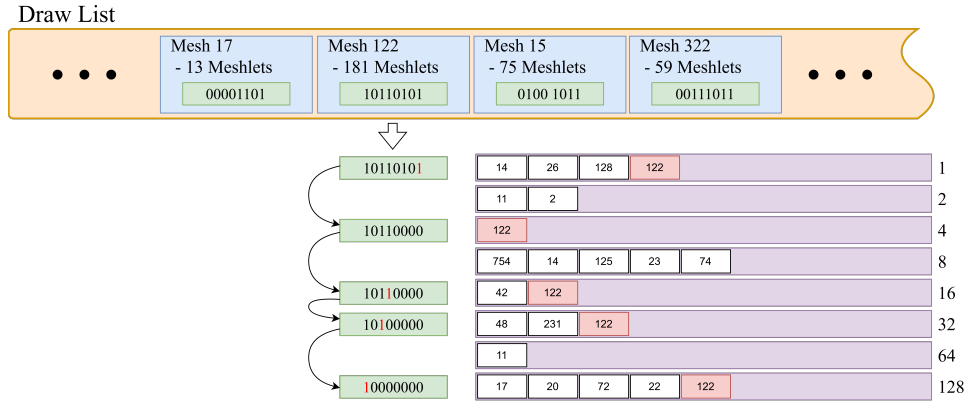 Draw List
Mesh 17
- 13 Meshlets
00001101
Mesh 122
- 181 Meshlets
10110101
Mesh 15
- 75 Meshlets
0100 1011
Mesh 322
- 59 Meshlets
00111011
10110101
14 26 128 122
1
11 2
2
10110000
122
4
754 14 125 23 74
8
10110000
42 122
16
10100000
48 231 122
32
11
64
10000000
17 20 72 22 122
128